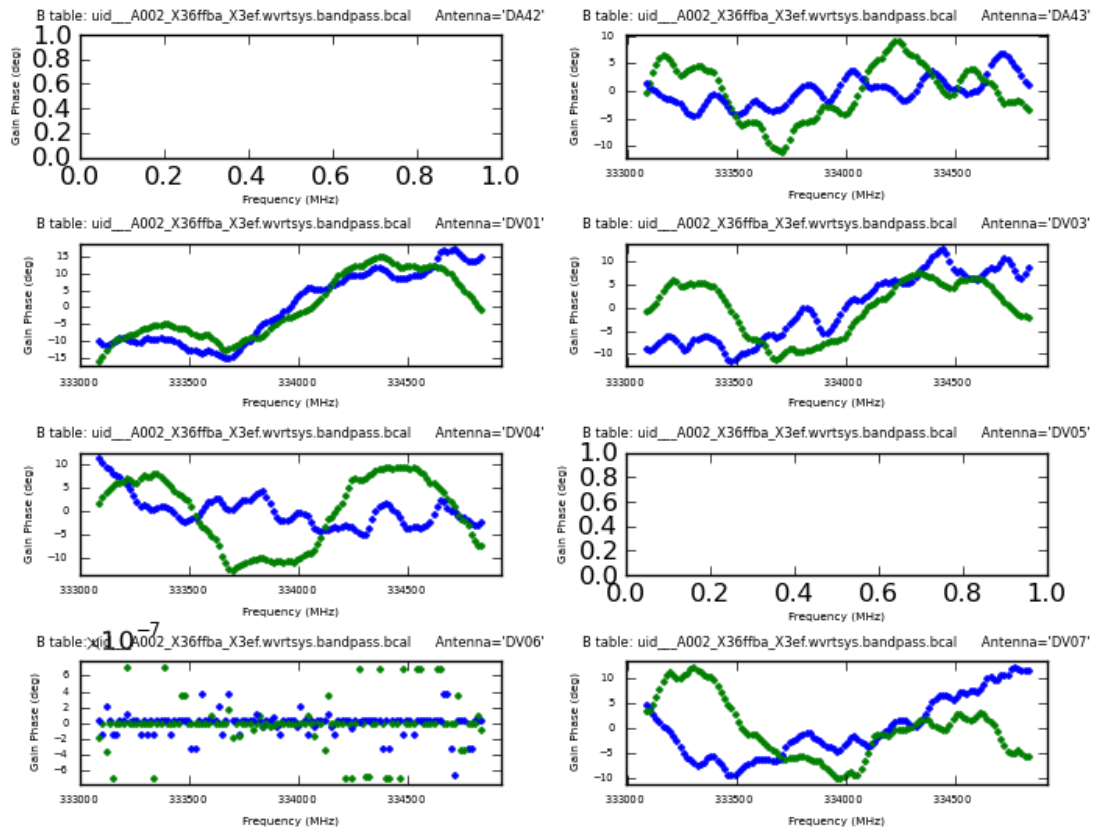 B table: uid___A002_X36ffba_X3ef.wvrtsys.bandpass.bcal Antenna='DA42'
1.0
0.8
0.6
0.4
0.2
0.0
Gain Phase (deg)
0.0 0.2 0.4 0.6 0.8 1.0
Frequency (MHz)
B table: uid___A002_X36ffba_X3ef.wvrtsys.bandpass.bcal Antenna='DA43'
10
5
0
−5
−10
Gain Phase (deg)
333000 333500 334000 334500
Frequency (MHz)
B table: uid___A002_X36ffba_X3ef.wvrtsys.bandpass.bcal Antenna='DV01'
15
10
5
0
−5
−10
−15
Gain Phase (deg)
333000 333500 334000 334500
Frequency (MHz)
B table: uid___A002_X36ffba_X3ef.wvrtsys.bandpass.bcal Antenna='DV03'
10
5
0
−5
−10
Gain Phase (deg)
333000 333500 334000 334500
Frequency (MHz)
B table: uid___A002_X36ffba_X3ef.wvrtsys.bandpass.bcal Antenna='DV04'
10
5
0
−5
−10
Gain Phase (deg)
333000 333500 334000 334500
Frequency (MHz)
B table: uid___A002_X36ffba_X3ef.wvrtsys.bandpass.bcal Antenna='DV05'
1.0
0.8
0.6
0.4
0.2
0.0
Gain Phase (deg)
0.0 0.2 0.4 0.6 0.8 1.0
Frequency (MHz)
×10⁻⁷
B table: uid___A002_X36ffba_X3ef.wvrtsys.bandpass.bcal Antenna='DV06'
6
4
2
0
−2
−4
−6
Gain Phase (deg)
333000 333500 334000 334500
Frequency (MHz)
B table: uid___A002_X36ffba_X3ef.wvrtsys.bandpass.bcal Antenna='DV07'
10
5
0
−5
−10
Gain Phase (deg)
333000 333500 334000 334500
Frequency (MHz)